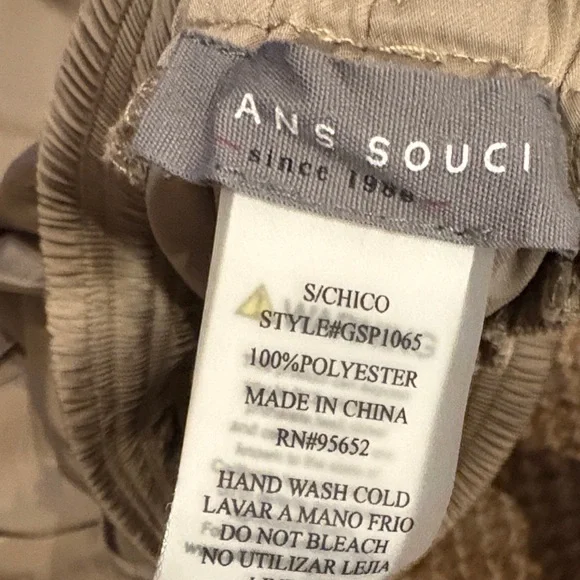 ANS SOUCI
since 1988
S/CHICO
STYLE#GSP1065
100%POLYESTER
MADE IN CHINA
RN#95652
HAND WASH COLD
LAVAR A MANO FRIO
DO NOT BLEACH
NO UTILIZAR LEJIA